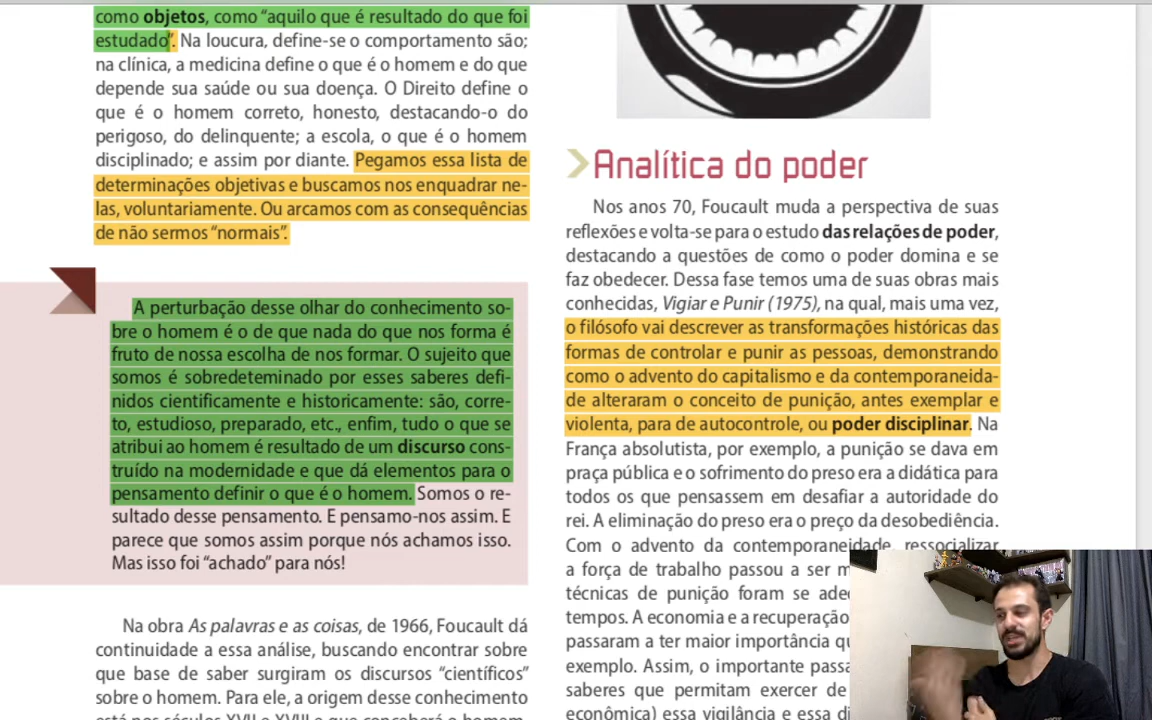 como objetos, como “aquilo que é resultado do que foi
estudado”. Na loucura, define-se o comportamento são;
na clínica, a medicina define o que é o homem e do que
depende sua saúde ou sua doença. O Direito define o
que é o homem correto, honesto, destacando-o do
perigoso, do delinquente; a escola, o que é o homem
disciplinado; e assim por diante. Pegamos essa lista de
determinações objetivas e buscamos nos enquadrar ne-
las, voluntariamente. Ou arcamos com as consequências
de não sermos “normais”.
A perturbação desse olhar do conhecimento so-
bre o homem é o de que nada do que nos forma é
fruto de nossa escolha de nos formar. O sujeito que
somos é sobredeteminado por esses saberes defi-
nidos cientificamente e historicamente: são, corre-
to, estudioso, preparado, etc., enfim, tudo o que se
atribui ao homem é resultado de um discurso cons-
truído na modernidade e que dá elementos para o
pensamento definir o que é o homem. Somos o re-
sultado desse pensamento. E pensamo-nos assim. E
parece que somos assim porque nós achamos isso.
Mas isso foi “achado” para nós!
Na obra As palavras e as coisas, de 1966, Foucault dá
continuidade a essa análise, buscando encontrar sobre
que base de saber surgiram os discursos “científicos”
sobre o homem. Para ele, a origem desse conhecimento
está nos séculos XVII e XVIII e que conceberá o homem
Analítica do poder
Nos anos 70, Foucault muda a perspectiva de suas
reflexões e volta-se para o estudo das relações de poder,
destacando a questões de como o poder domina e se
faz obedecer. Dessa fase temos uma de suas obras mais
conhecidas, Vigiar e Punir (1975), na qual, mais uma vez,
o filósofo vai descrever as transformações históricas das
formas de controlar e punir as pessoas, demonstrando
como o advento do capitalismo e da contemporaneida-
de alteraram o conceito de punição, antes exemplar e
violenta, para de autocontrole, ou poder disciplinar. Na
França absolutista, por exemplo, a punição se dava em
praça pública e o sofrimento do preso era a didática para
todos os que pensassem em desafiar a autoridade do
rei. A eliminação do preso era o preço da desobediência.
Com o advento da contemporaneidade, ressocializar
a força de trabalho passou a ser
técnicas de punição foram se
tempos. A economia e a recuperação
passaram a ter maior importância
exemplo. Assim, o importante
saberes que permitam exercer de
econômica) essa vigilância e essa